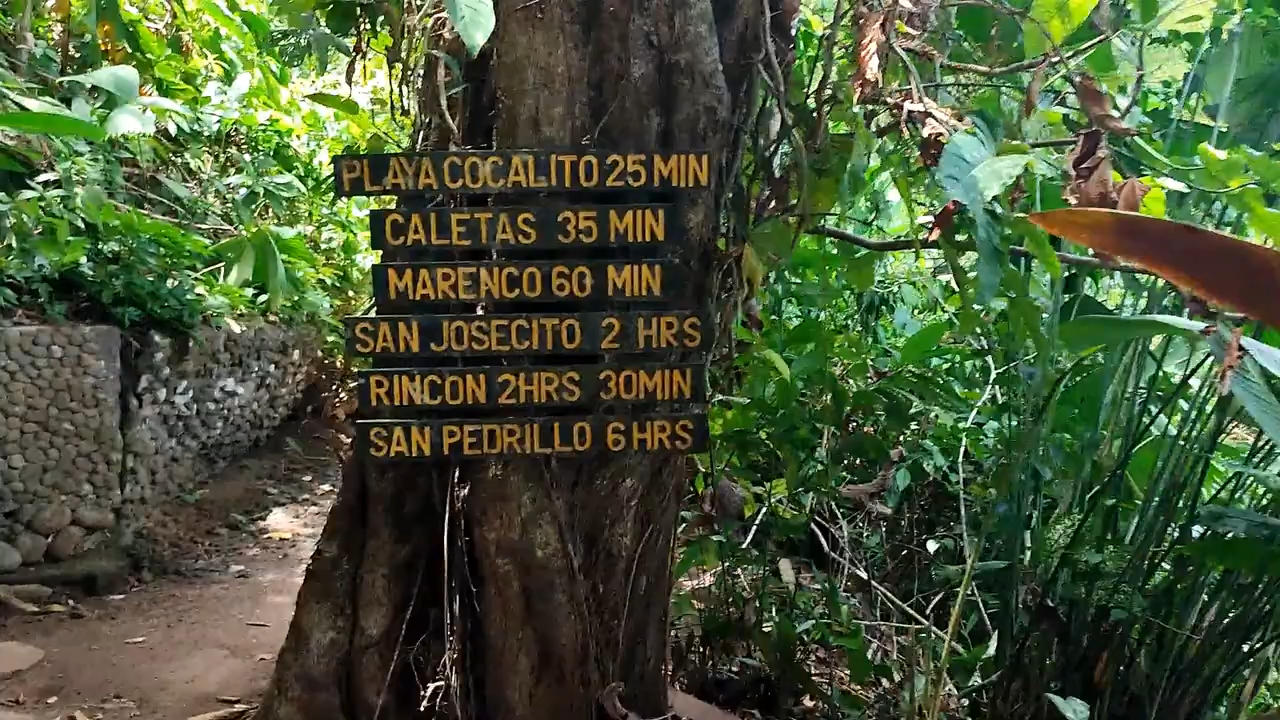 PLAYA COCALITO 25 MIN
CALETAS 35 MIN
MARENCO 60 MIN
SAN JOSECITO 2 HRS
RINCON 2HRS 30MIN
SAN PEDRILLO 6 HRS